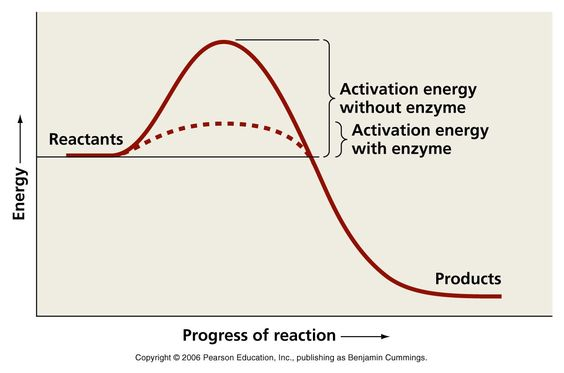 Activation energy
without enzyme
Reactants
Activation energy
with enzyme
Energy
Products
Progress of reaction
Copyright © 2006 Pearson Education, Inc., publishing as Benjamin Cummings.